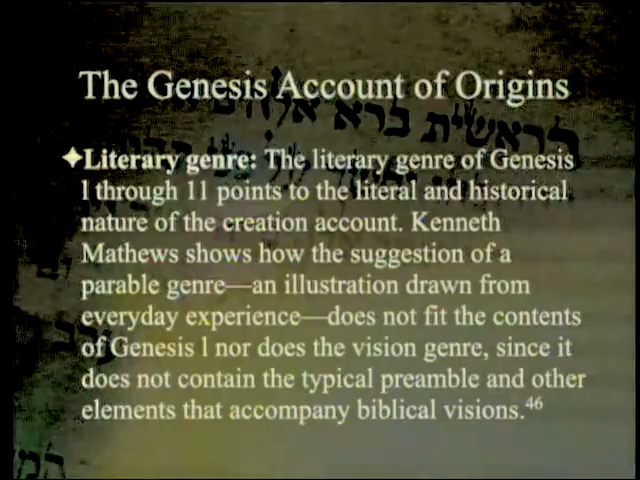 The Genesis Account of Origins
בראשית ברא אלהים
✦Literary genre: The literary genre of Genesis
1 through 11 points to the literal and historical
nature of the creation account. Kenneth
Mathews shows how the suggestion of a
parable genre—an illustration drawn from
everyday experience—does not fit the contents
of Genesis 1 nor does the vision genre, since it
does not contain the typical preamble and other
elements that accompany biblical visions.46